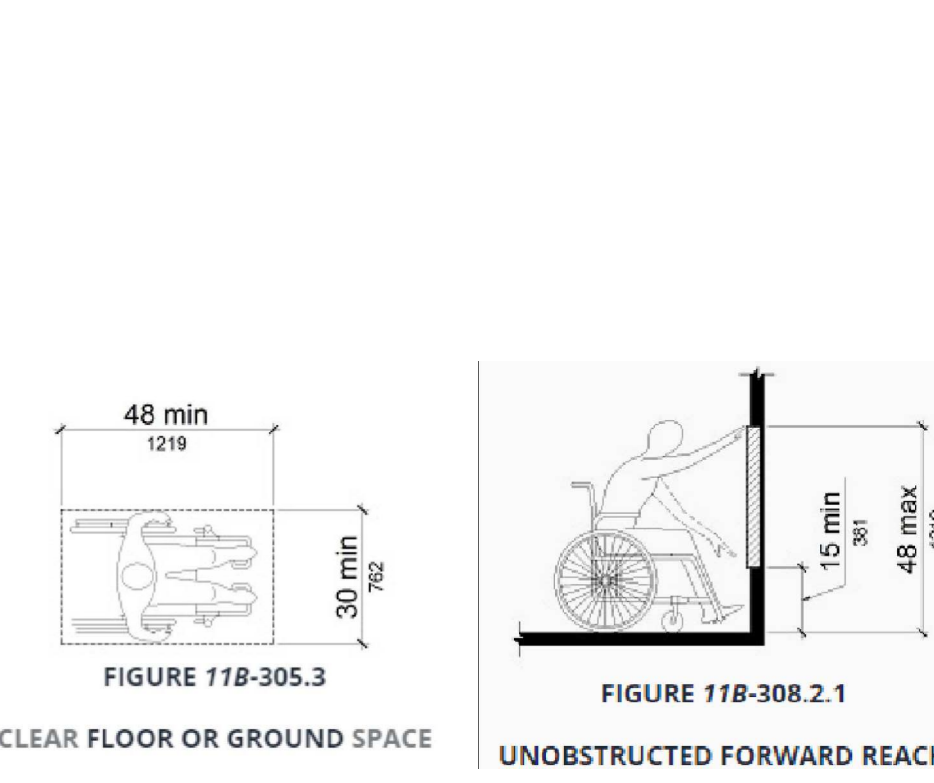 48 min
1219
30 min
762
FIGURE 11B-305.3
CLEAR FLOOR OR GROUND SPACE
15 min
381
48 max
FIGURE 11B-308.2.1
UNOBSTRUCTED FORWARD REACH